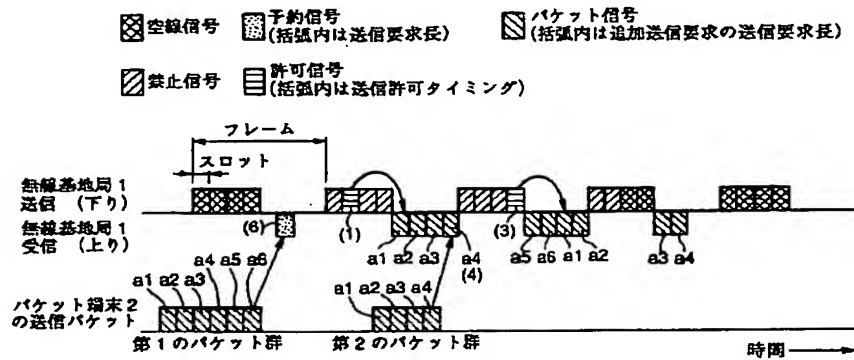 空線信号
予約信号
(括弧内は送信要求長)
パケット信号
(括弧内は追加送信要求の送信要求長)
禁止信号
許可信号
(括弧内は送信許可タイミング)
フレーム
スロット
無線基地局1
送信 (下り)
無線基地局1
受信 (上り)
(6)
(1)
(3)
a1 a2 a3 a4
(4)
a5 a6 a1 a2
a3 a4
a1 a2 a3 a4 a5 a6
a1 a2 a3 a4
パケット端末2
の送信パケット
第1のパケット群
第2のパケット群
時間